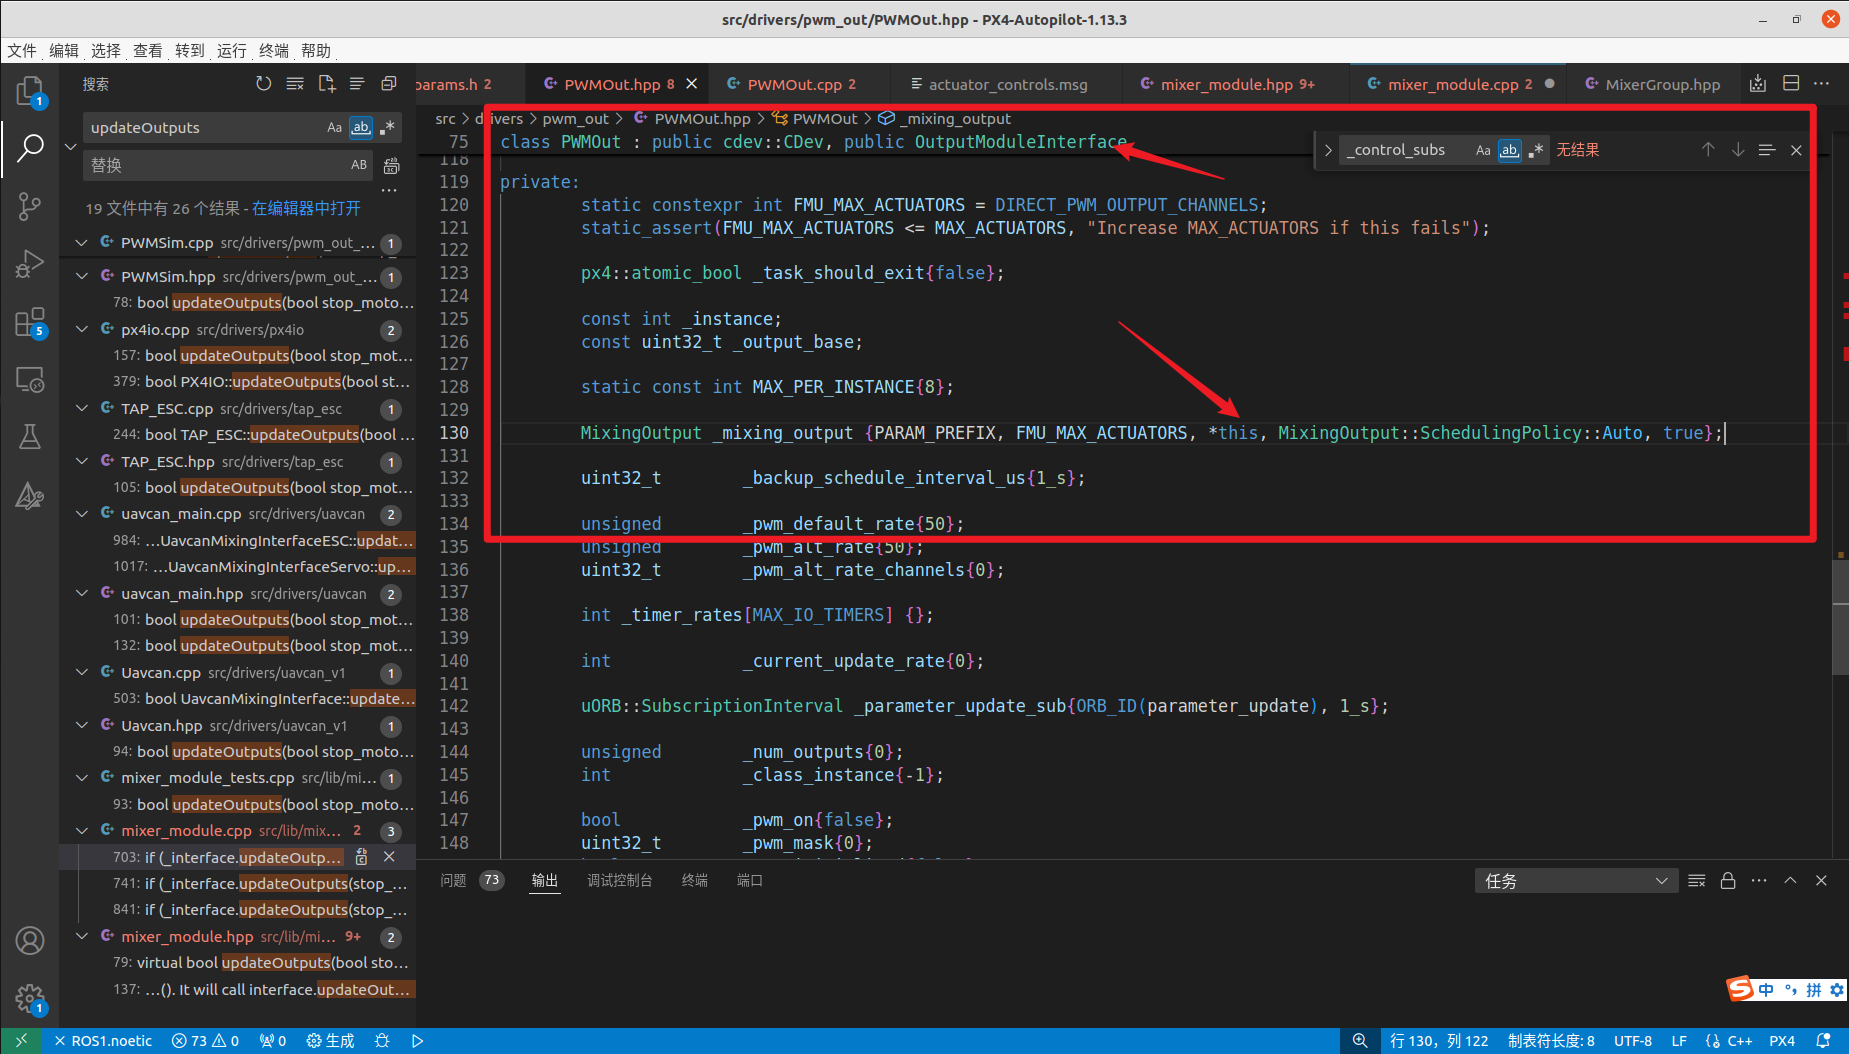 src/drivers/pwm_out/PWMOut.hpp - PX4-Autopilot-1.13.3
文件 编辑 选择 查看 转到 运行 终端 帮助
搜索
updateOutputs Aa ab
替换 AB
19 文件中有 26 个结果 - 在编辑器中打开
PWMSim.cpp src/drivers/pwm_out_... 1
PWMSim.hpp src/drivers/pwm_out_... 1
78: bool updateOutputs(bool stop_moto...
px4io.cpp src/drivers/px4io 2
157: bool updateOutputs(bool stop_mot...
379: bool PX4IO::updateOutputs(bool st...
TAP_ESC.cpp src/drivers/tap_esc 1
244: bool TAP_ESC::updateOutputs(bool ...
TAP_ESC.hpp src/drivers/tap_esc 1
105: bool updateOutputs(bool stop_mot...
uavcan_main.cpp src/drivers/uavcan 2
984: ...UavcanMixingInterfaceESC::updat...
1017: ...UavcanMixingInterfaceServo::up...
uavcan_main.hpp src/drivers/uavcan 2
101: bool updateOutputs(bool stop_mot...
132: bool updateOutputs(bool stop_mot...
Uavcan.cpp src/drivers/uavcan_v1 1
503: bool UavcanMixingInterface::update...
Uavcan.hpp src/drivers/uavcan_v1 1
94: bool updateOutputs(bool stop_moto...
mixer_module_tests.cpp src/lib/mi... 1
93: bool updateOutputs(bool stop_moto...
mixer_module.cpp src/lib/mix... 2 3
703: if (_interface.updateOutp...
741: if (_interface.updateOutputs(stop_...
841: if (_interface.updateOutputs(stop_...
mixer_module.hpp src/lib/mi... 9+ 2
79: virtual bool updateOutputs(bool sto...
137: ...(). It will call interface.updateOut...
params.h 2 PWMOut.hpp 8 PWMOut.cpp 2 actuator_controls.msg mixer_module.hpp 9+ mixer_module.cpp 2 MixerGroup.hpp
src > drivers > pwm_out > PWMOut.hpp > PWMOut > _mixing_output
75 class PWMOut : public cdev::CDev, public OutputModuleInterface
_control_subs Aa ab 无结果
118
119 private:
120 static constexpr int FMU_MAX_ACTUATORS = DIRECT_PWM_OUTPUT_CHANNELS;
121 static_assert(FMU_MAX_ACTUATORS <= MAX_ACTUATORS, "Increase MAX_ACTUATORS if this fails");
122
123 px4::atomic_bool _task_should_exit{false};
124
125 const int _instance;
126 const uint32_t _output_base;
127
128 static const int MAX_PER_INSTANCE{8};
129
130 MixingOutput _mixing_output {PARAM_PREFIX, FMU_MAX_ACTUATORS, *this, MixingOutput::SchedulingPolicy::Auto, true};
131
132 uint32_t _backup_schedule_interval_us{1_s};
133
134 unsigned _pwm_default_rate{50};
135 unsigned _pwm_alt_rate{50};
136 uint32_t _pwm_alt_rate_channels{0};
137
138 int _timer_rates[MAX_IO_TIMERS] {};
139
140 int _current_update_rate{0};
141
142 uORB::SubscriptionInterval _parameter_update_sub{ORB_ID(parameter_update), 1_s};
143
144 unsigned _num_outputs{0};
145 int _class_instance{-1};
146
147 bool _pwm_on{false};
148 uint32_t _pwm_mask{0};
问题 73 输出 调试控制台 终端 端口 任务
1
5
1
中 °, 拼
ROS1.noetic 73 0 0 生成 行 130，列 122 制表符长度: 8 UTF-8 LF {} C++ PX4